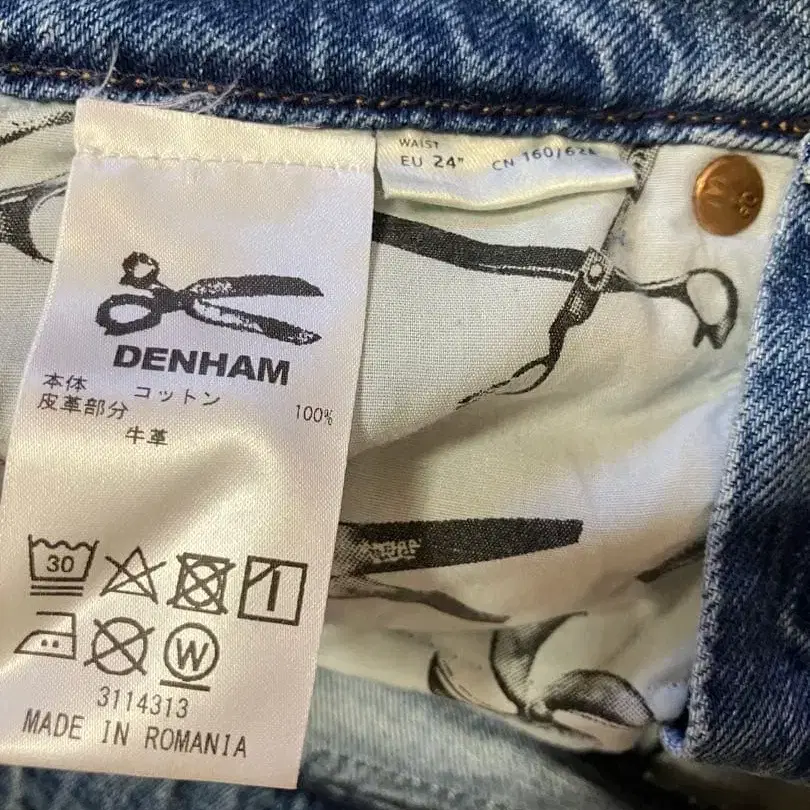 WAIST
EU 24" CN 160/62A
DENHAM
本体 コットン 100%
皮革部分 牛革
30
W
3114313
MADE IN ROMANIA